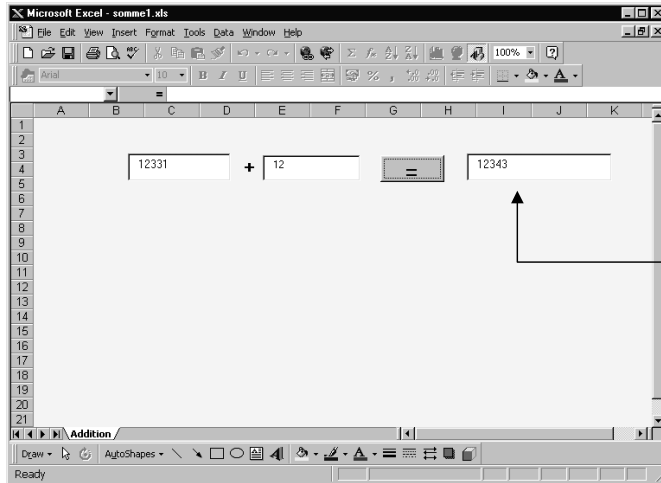 Microsoft Excel - somme1.xls
File Edit View Insert Format Tools Data Window Help
100%
Arial 10 B I U
=
A B C D E F G H I J K
1
2
3
4
5
6
7
8
9
10
11
12
13
14
15
16
17
18
19
20
21
12331 + 12 = 12343
Addition
Draw AutoShapes
Ready